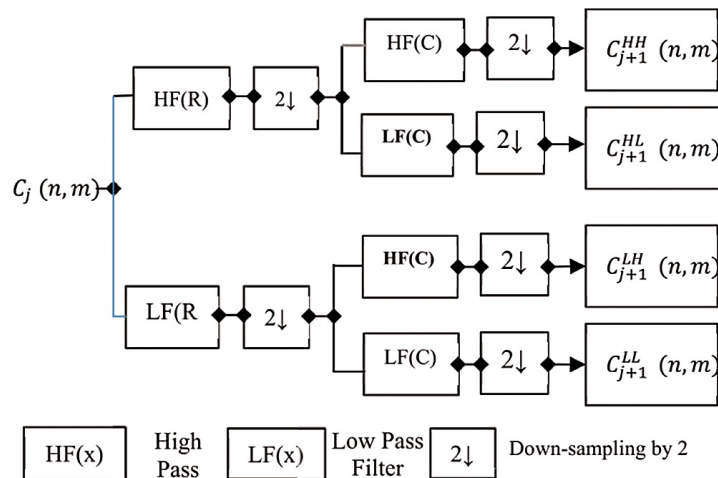 HF(C) 2↓ C_{j+1}^{HH} (n,m)
HF(R) 2↓
LF(C) 2↓ C_{j+1}^{HL} (n,m)
C_j (n,m)
HF(C) 2↓ C_{j+1}^{LH} (n,m)
LF(R 2↓
LF(C) 2↓ C_{j+1}^{LL} (n,m)
HF(x) High Pass LF(x) Low Pass Filter 2↓ Down-sampling by 2